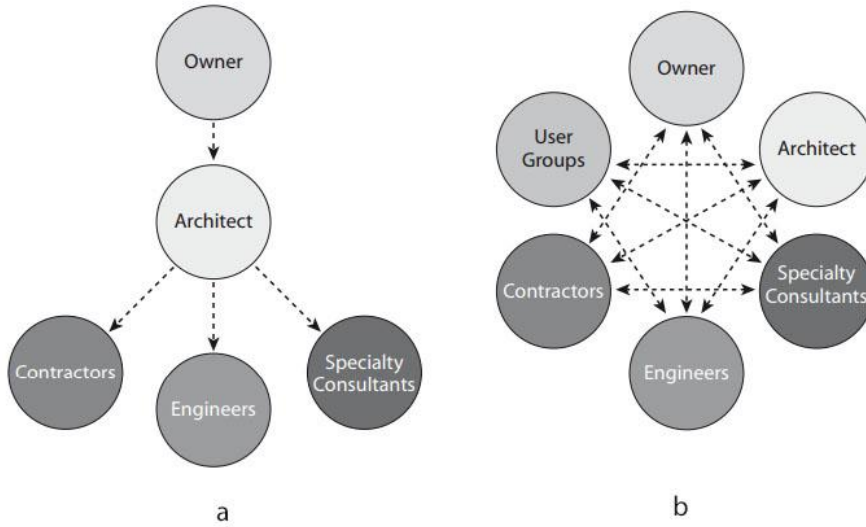 Owner
Architect
Contractors
Engineers
Specialty
Consultants
a
Owner
User
Groups
Architect
Contractors
Specialty
Consultants
Engineers
b